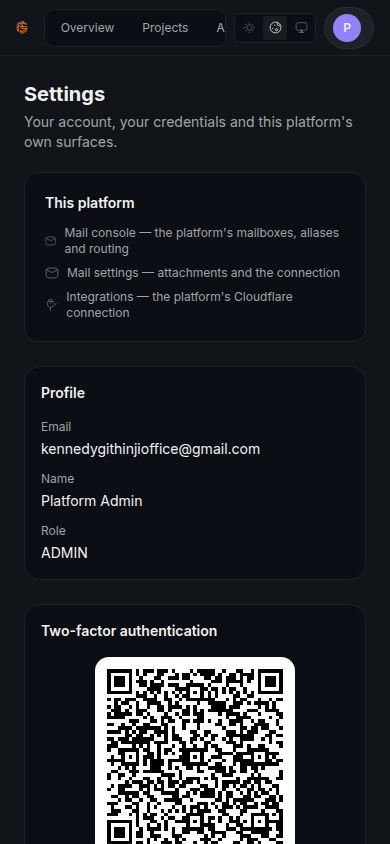 Overview Projects A P
Settings
Your account, your credentials and this platform's
own surfaces.
This platform
Mail console — the platform's mailboxes, aliases
and routing
Mail settings — attachments and the connection
Integrations — the platform's Cloudflare
connection
Profile
Email
kennedygithinjioffice@gmail.com
Name
Platform Admin
Role
ADMIN
Two-factor authentication